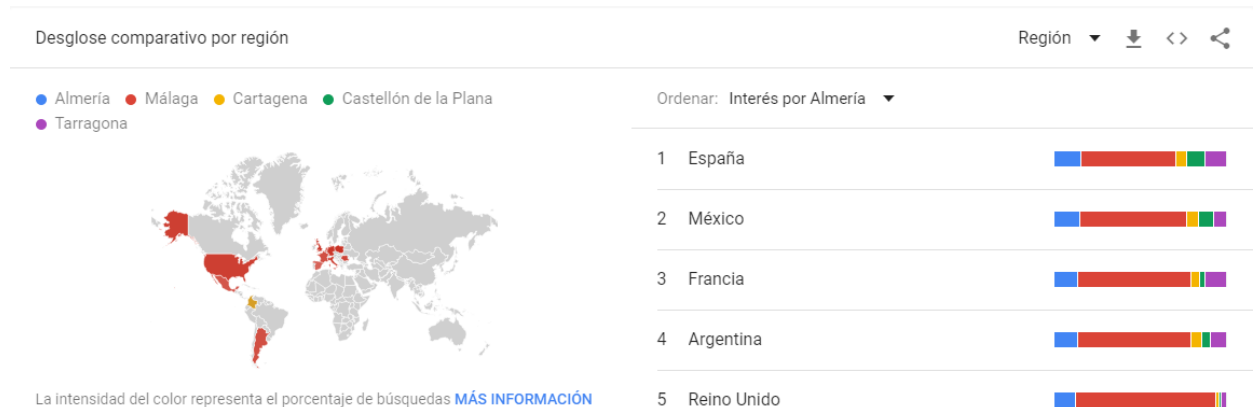 Desglose comparativo por región
Región
Almería Málaga Cartagena Castellón de la Plana
Tarragona
Ordenar: Interés por Almería
1 España
2 México
3 Francia
4 Argentina
5 Reino Unido
La intensidad del color representa el porcentaje de búsquedas MÁS INFORMACIÓN